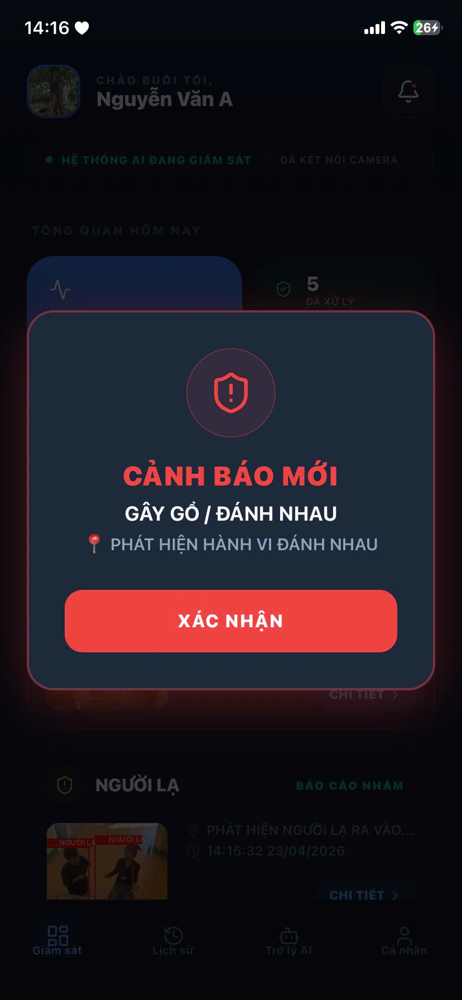 14:16
26
CHÀO BUỔI TỐI,
Nguyễn Văn A
HỆ THỐNG AI ĐANG GIÁM SÁT
ĐÃ KẾT NỐI CAMERA
TỔNG QUAN HÔM NAY
5
ĐÃ XỬ LÝ
CẢNH BÁO MỚI
GÂY GỔ / ĐÁNH NHAU
PHÁT HIỆN HÀNH VI ĐÁNH NHAU
XÁC NHẬN
CHI TIẾT
NGƯỜI LẠ
BÁO CÁO NHẦM
NGƯỜI LẠ NGƯỜI LẠ
PHÁT HIỆN NGƯỜI LẠ RA VÀO...
14:15:32 23/04/2026
CHI TIẾT
Giám sát
Lịch sử
Trợ lý AI
Cá nhân